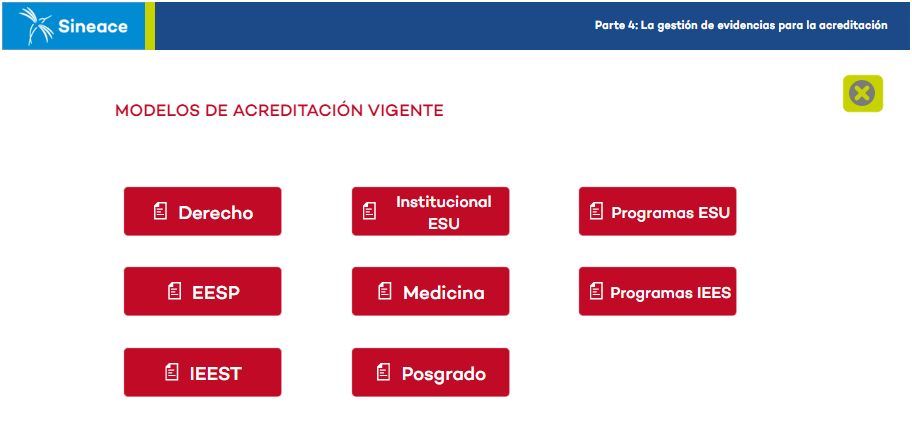 Sineace
Parte 4: La gestión de evidencias para la acreditación
MODELOS DE ACREDITACIÓN VIGENTE
Derecho
Institucional
ESU
Programas ESU
EESP
Medicina
Programas IEES
IEEST
Posgrado